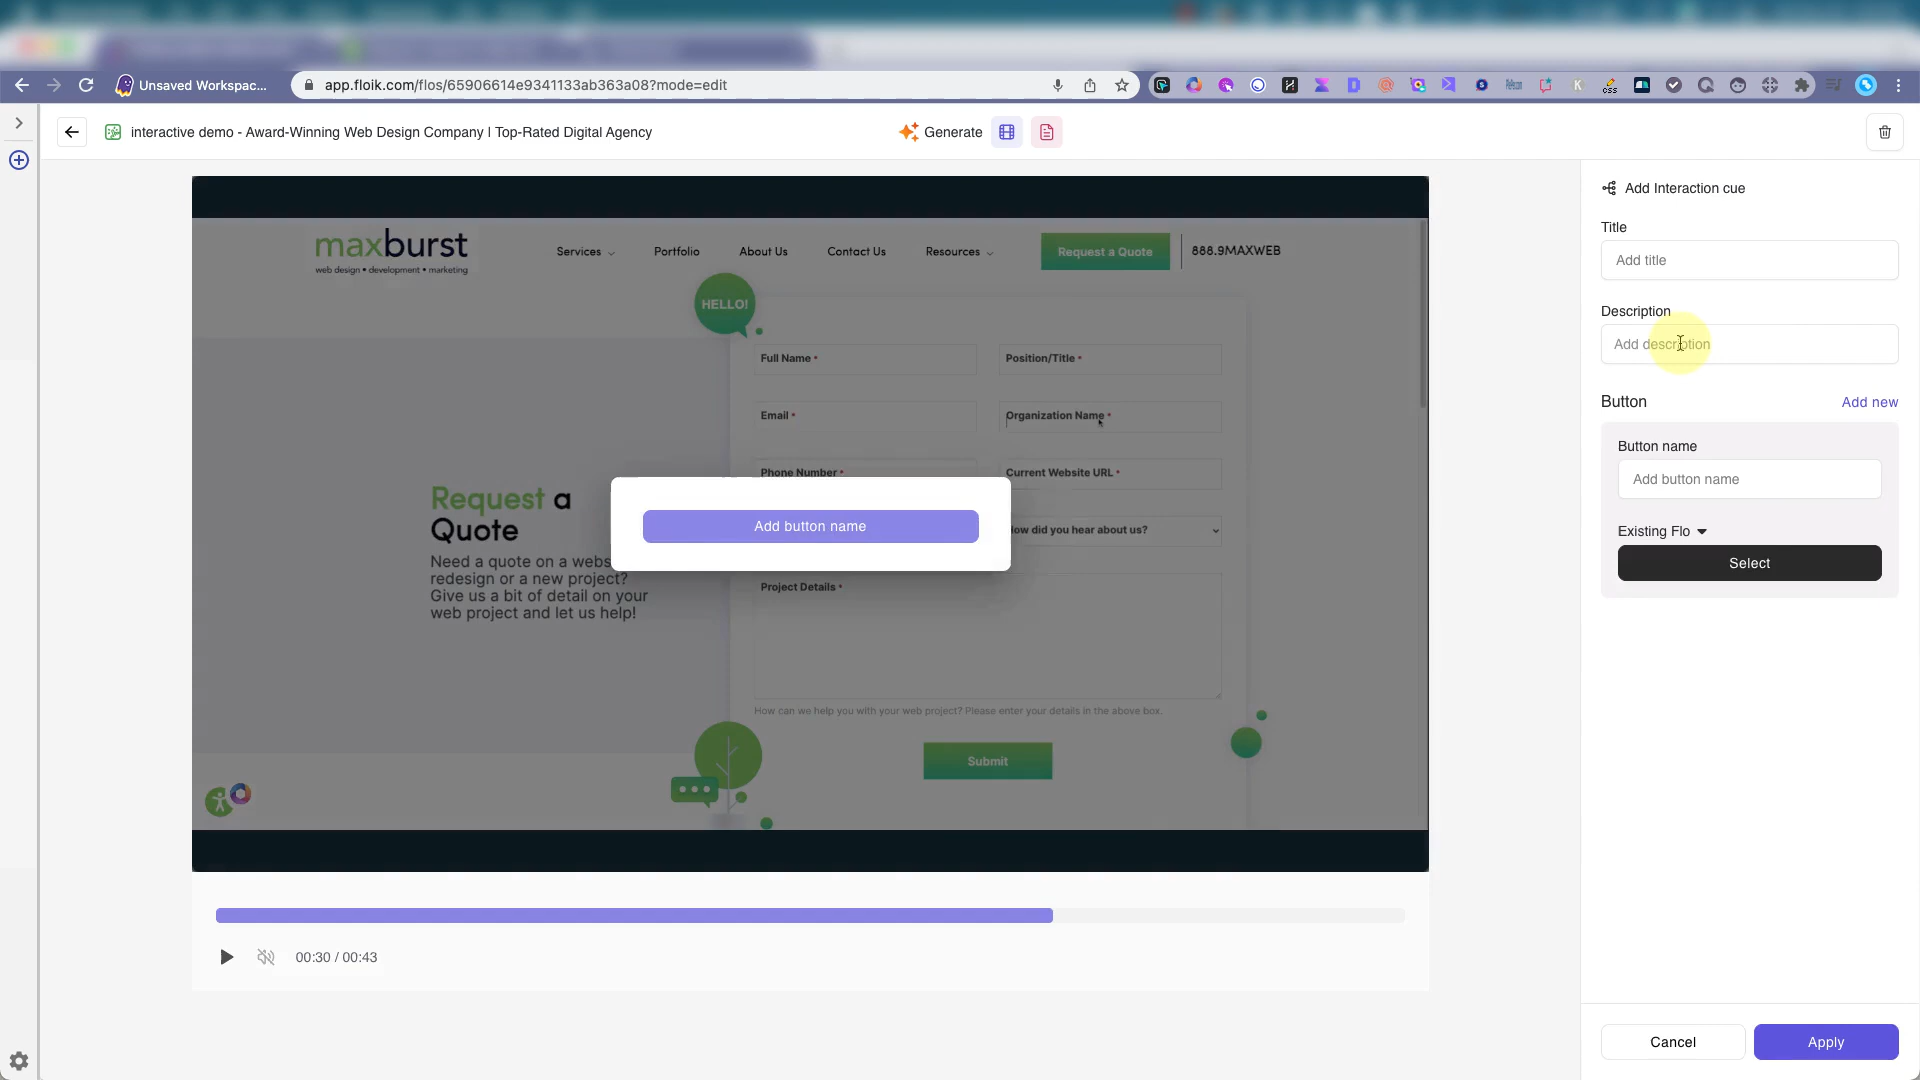 Unsaved Workspac...
app.floik.com/flos/65906614e9341133ab363a08?mode=edit
interactive demo - Award-Winning Web Design Company | Top-Rated Digital Agency
Generate
Add Interaction cue
Title
Add title
Description
Add description
Button
Add new
Button name
Add button name
Existing Flo
Select
maxburst
web design • development • marketing
Services
Portfolio
About Us
Contact Us
Resources
Request a Quote
888.9MAXWEB
HELLO!
Full Name *
Position/Title *
Email *
Organization Name *
Phone Number *
Current Website URL *
Add button name
How did you hear about us?
Request a
Quote
Need a quote on a webs
redesign or a new project?
Give us a bit of detail on your
web project and let us help!
Project Details *
How can we help you with your web project? Please enter your details in the above box.
Submit
00:30 / 00:43
Cancel
Apply